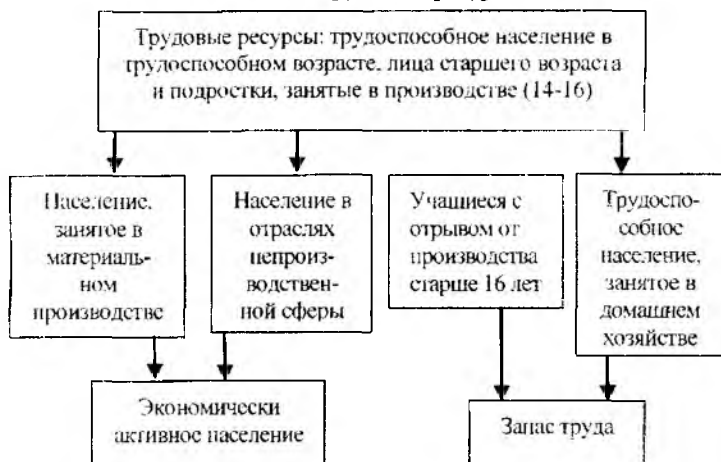 Трудовые ресурсы: трудоспособное население в
трудоспособном возрасте, лица старшего возраста
и подростки, занятые в производстве (14-16)
Население,
занятое в
материаль-
ном
производстве
Население в
отраслях
непроиз-
водствен-
ной сферы
Учащиеся с
отрывом от
производства
старше 16 лет
Трудоспо-
собное
население,
занятое в
домашнем
хозяйстве
Экономически
активное население
Запас труда